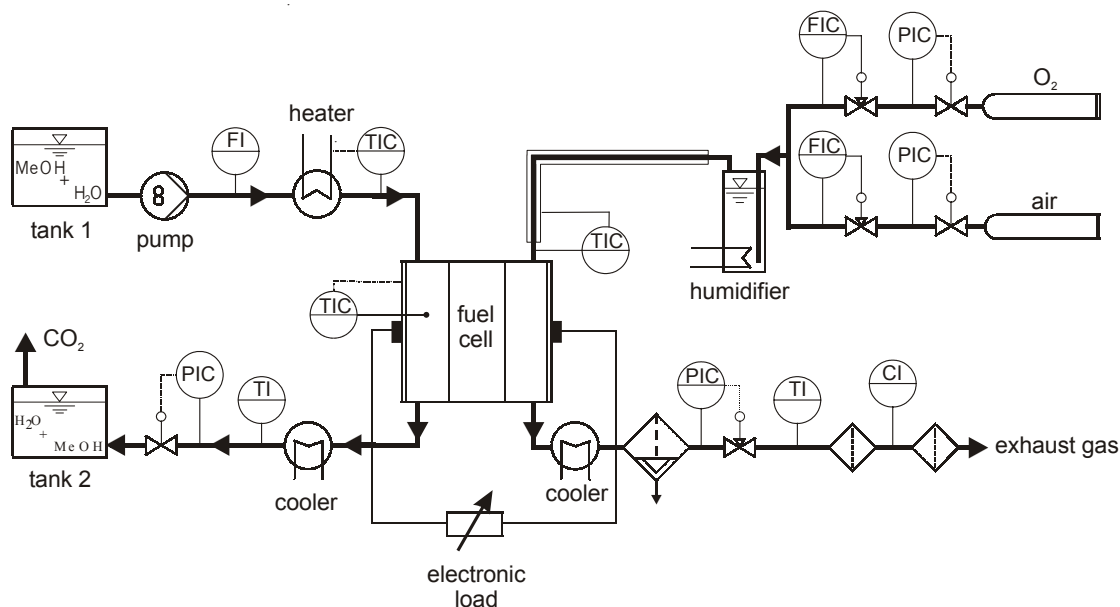 FIC
PIC
O₂
heater
FI
TIC
MeOH
+
H₂O
FIC
PIC
tank 1
pump
TIC
air
humidifier
TIC
fuel
cell
CO₂
PIC
TI
PIC
TI
CI
H₂O
+
MeOH
exhaust gas
tank 2
cooler
cooler
electronic
load